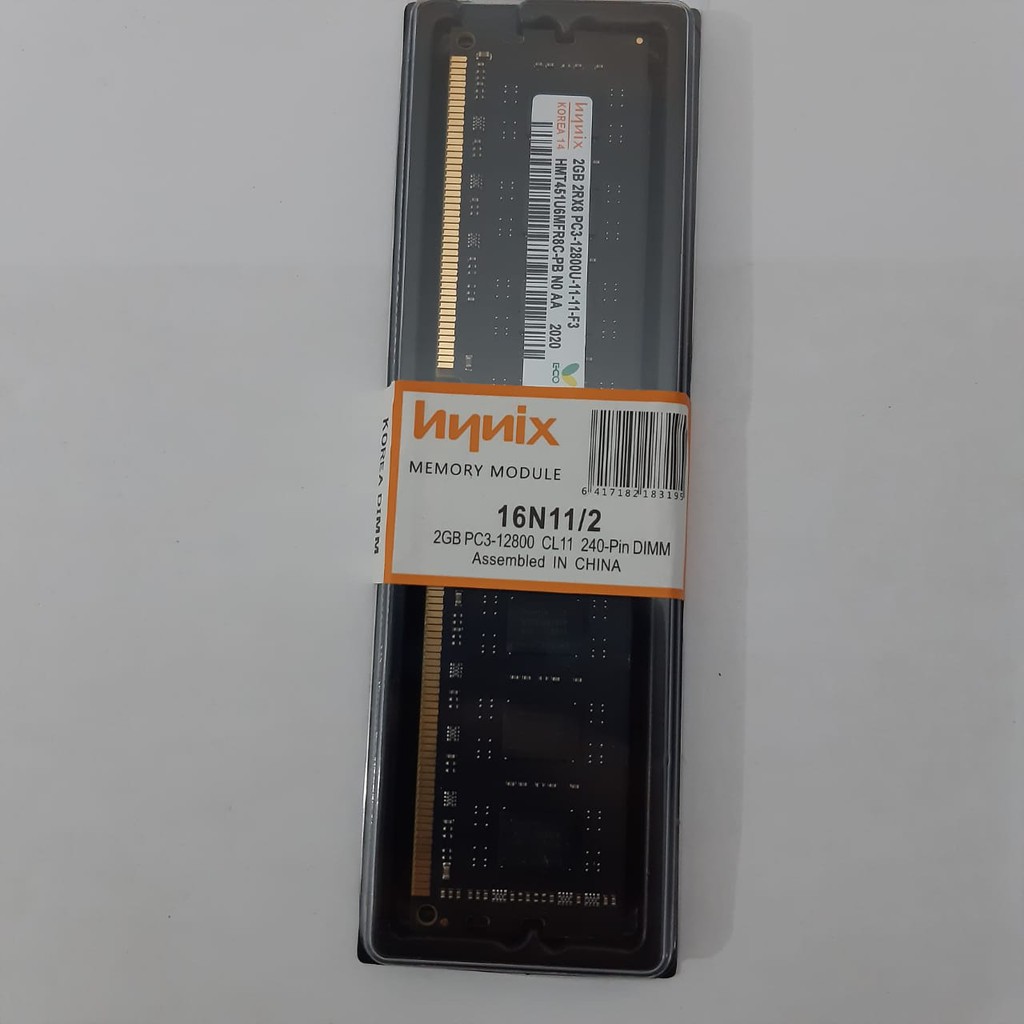 hynix
KOREA 14
2GB 2RX8 PC3-12800U-11-11-F3
HMT451U6MFR8C-PB N0 AA 2020
ECO
KOREA DIMM
hynix
MEMORY MODULE
6 417182 183195
16N11/2
2GB PC3-12800 CL11 240-Pin DIMM
Assembled IN CHINA